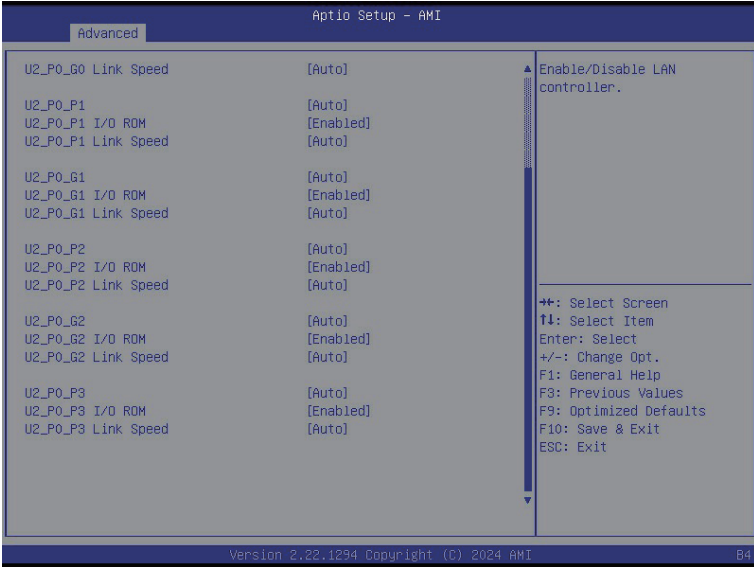 Aptio Setup – AMI
Advanced
U2_P0_G0 Link Speed [Auto]
U2_P0_P1 [Auto]
U2_P0_P1 I/O ROM [Enabled]
U2_P0_P1 Link Speed [Auto]
U2_P0_G1 [Auto]
U2_P0_G1 I/O ROM [Enabled]
U2_P0_G1 Link Speed [Auto]
U2_P0_P2 [Auto]
U2_P0_P2 I/O ROM [Enabled]
U2_P0_P2 Link Speed [Auto]
U2_P0_G2 [Auto]
U2_P0_G2 I/O ROM [Enabled]
U2_P0_G2 Link Speed [Auto]
U2_P0_P3 [Auto]
U2_P0_P3 I/O ROM [Enabled]
U2_P0_P3 Link Speed [Auto]
Enable/Disable LAN
controller.
→←: Select Screen
↑↓: Select Item
Enter: Select
+/-: Change Opt.
F1: General Help
F3: Previous Values
F9: Optimized Defaults
F10: Save & Exit
ESC: Exit
Version 2.22.1294 Copyright (C) 2024 AMI
B4